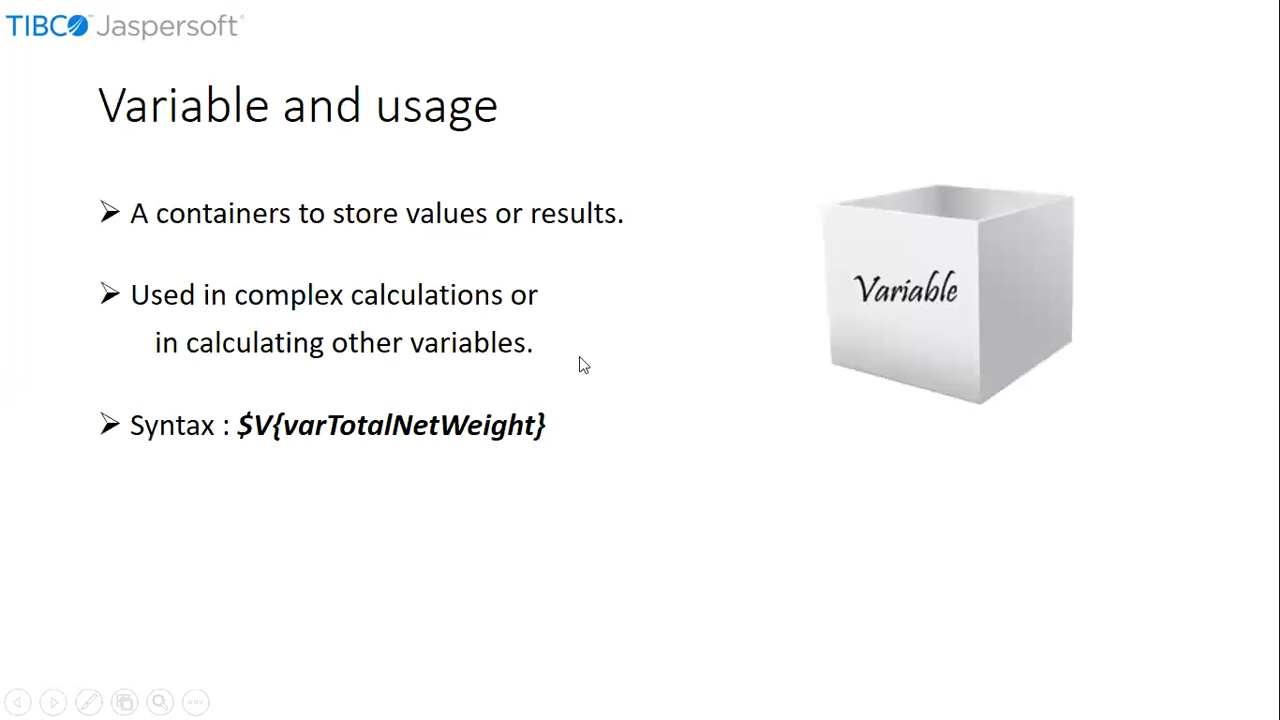 TIBCO Jaspersoft
Variable and usage
➢ A containers to store values or results.
➢ Used in complex calculations or
in calculating other variables.
➢ Syntax : $V{varTotalNetWeight}
Variable